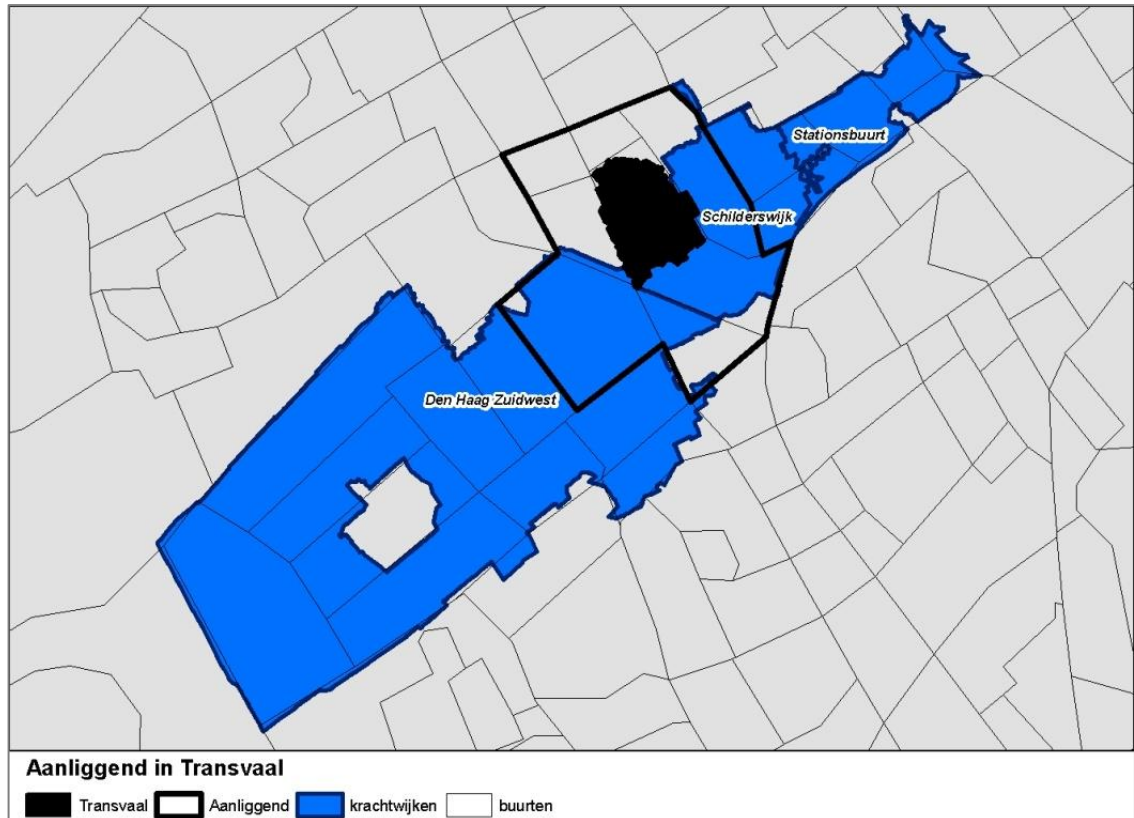 Stationsbuurt
Schilderswijk
Den Haag Zuidwest
Aanliggend in Transvaal
Transvaal Aanliggend krachtwijken buurten